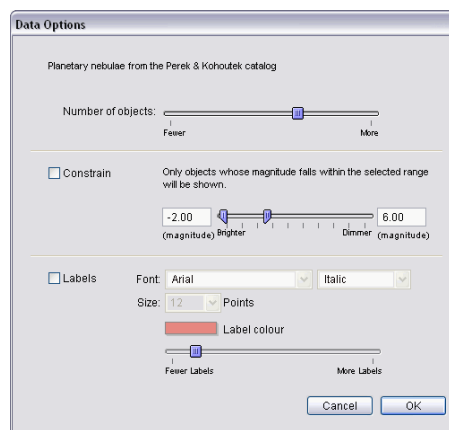 Data Options
Planetary nebulae from the Perek & Kohoutek catalog
Number of objects:
Fewer More
Constrain Only objects whose magnitude falls within the selected range
will be shown.
-2.00 6.00
(magnitude) Brighter Dimmer (magnitude)
Labels Font: Arial Italic
Size: 12 Points
Label colour
Fewer Labels More Labels
Cancel OK